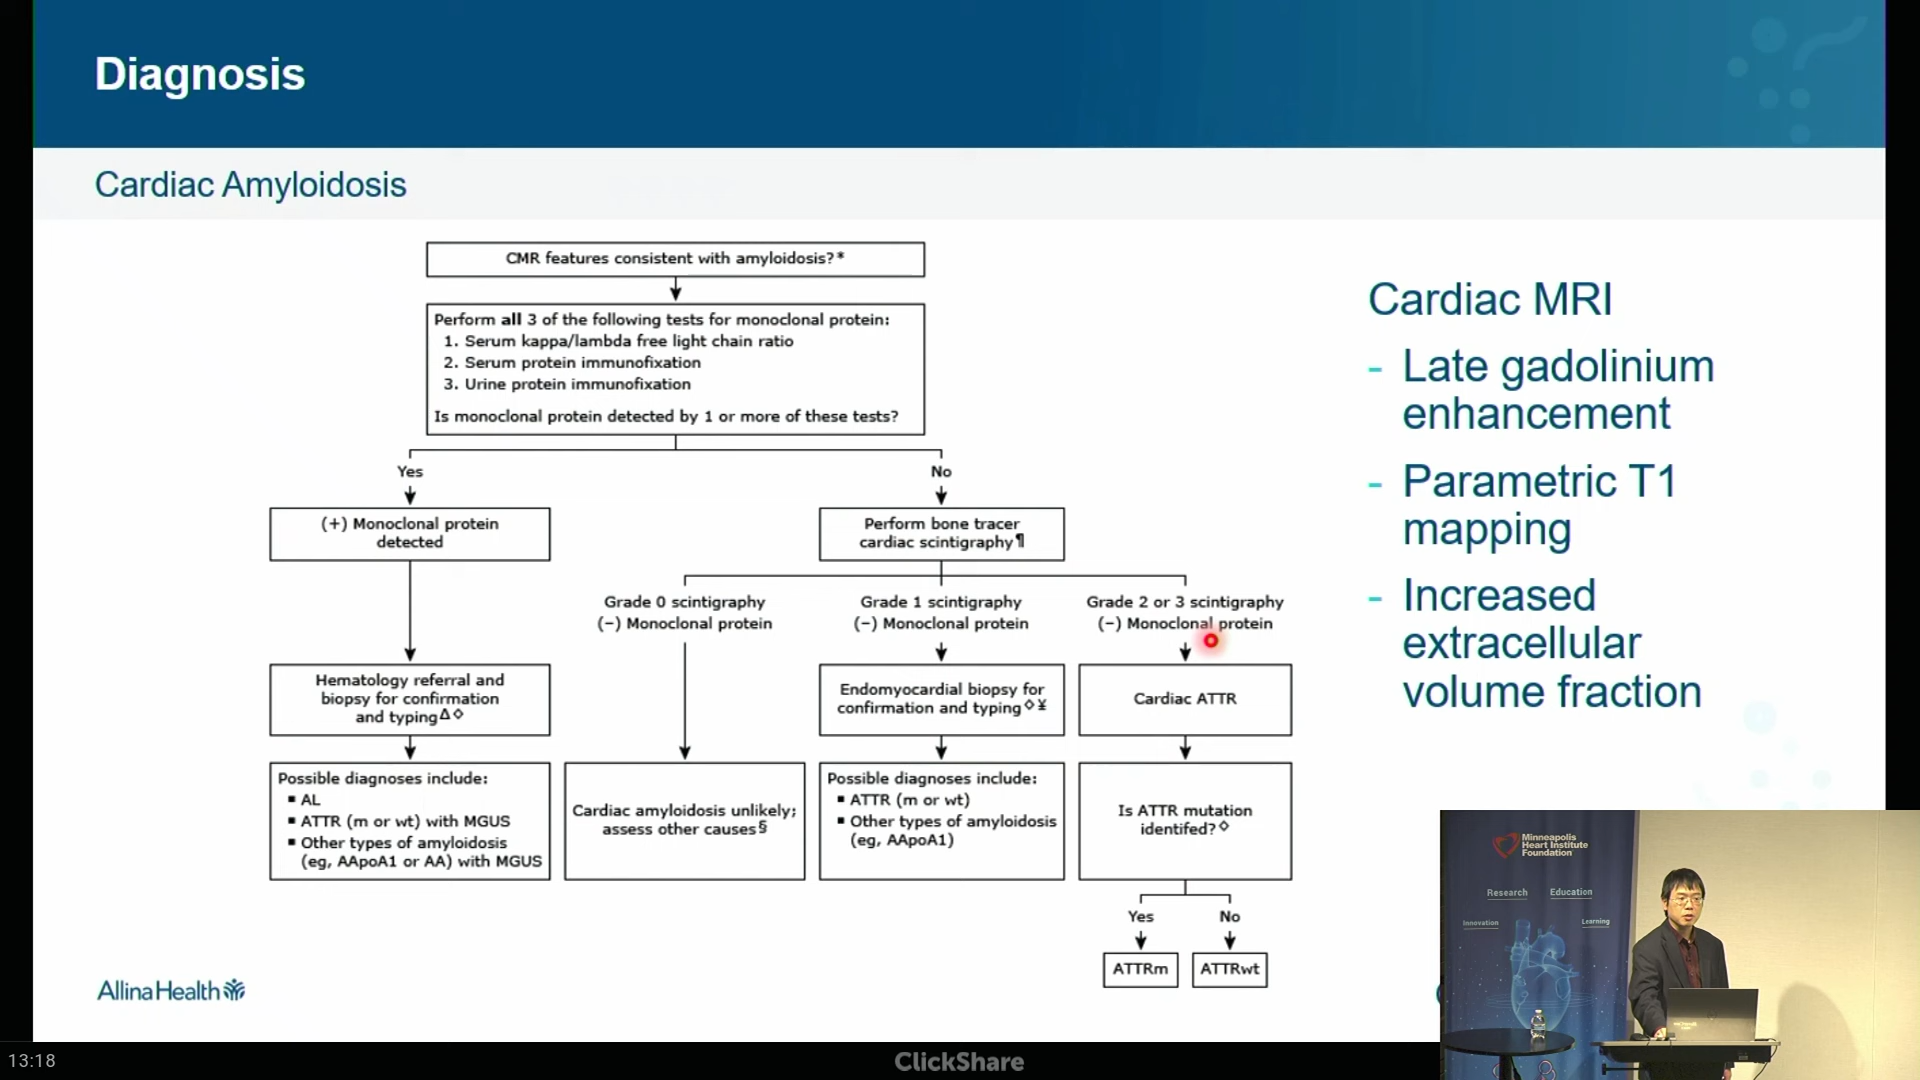 Diagnosis
Cardiac Amyloidosis
CMR features consistent with amyloidosis?*
Perform all 3 of the following tests for monoclonal protein:
1. Serum kappa/lambda free light chain ratio
2. Serum protein immunofixation
3. Urine protein immunofixation
Is monoclonal protein detected by 1 or more of these tests?
Yes
No
(+) Monoclonal protein
detected
Perform bone tracer
cardiac scintigraphy¶
Grade 0 scintigraphy
(−) Monoclonal protein
Grade 1 scintigraphy
(−) Monoclonal protein
Grade 2 or 3 scintigraphy
(−) Monoclonal protein
Hematology referral and
biopsy for confirmation
and typingΔ◇
Endomyocardial biopsy for
confirmation and typing◇¥
Cardiac ATTR
Possible diagnoses include:
▪ AL
▪ ATTR (m or wt) with MGUS
▪ Other types of amyloidosis
(eg, AApoA1 or AA) with MGUS
Cardiac amyloidosis unlikely;
assess other causes§
Possible diagnoses include:
▪ ATTR (m or wt)
▪ Other types of amyloidosis
(eg, AApoA1)
Is ATTR mutation
identifed?◇
Yes
No
ATTRm
ATTRwt
Cardiac MRI
- Late gadolinium
enhancement
- Parametric T1
mapping
- Increased
extracellular
volume fraction
AllinaHealth
Minneapolis
Heart Institute
Foundation
Research
Education
Innovation
Learning
13:18
ClickShare